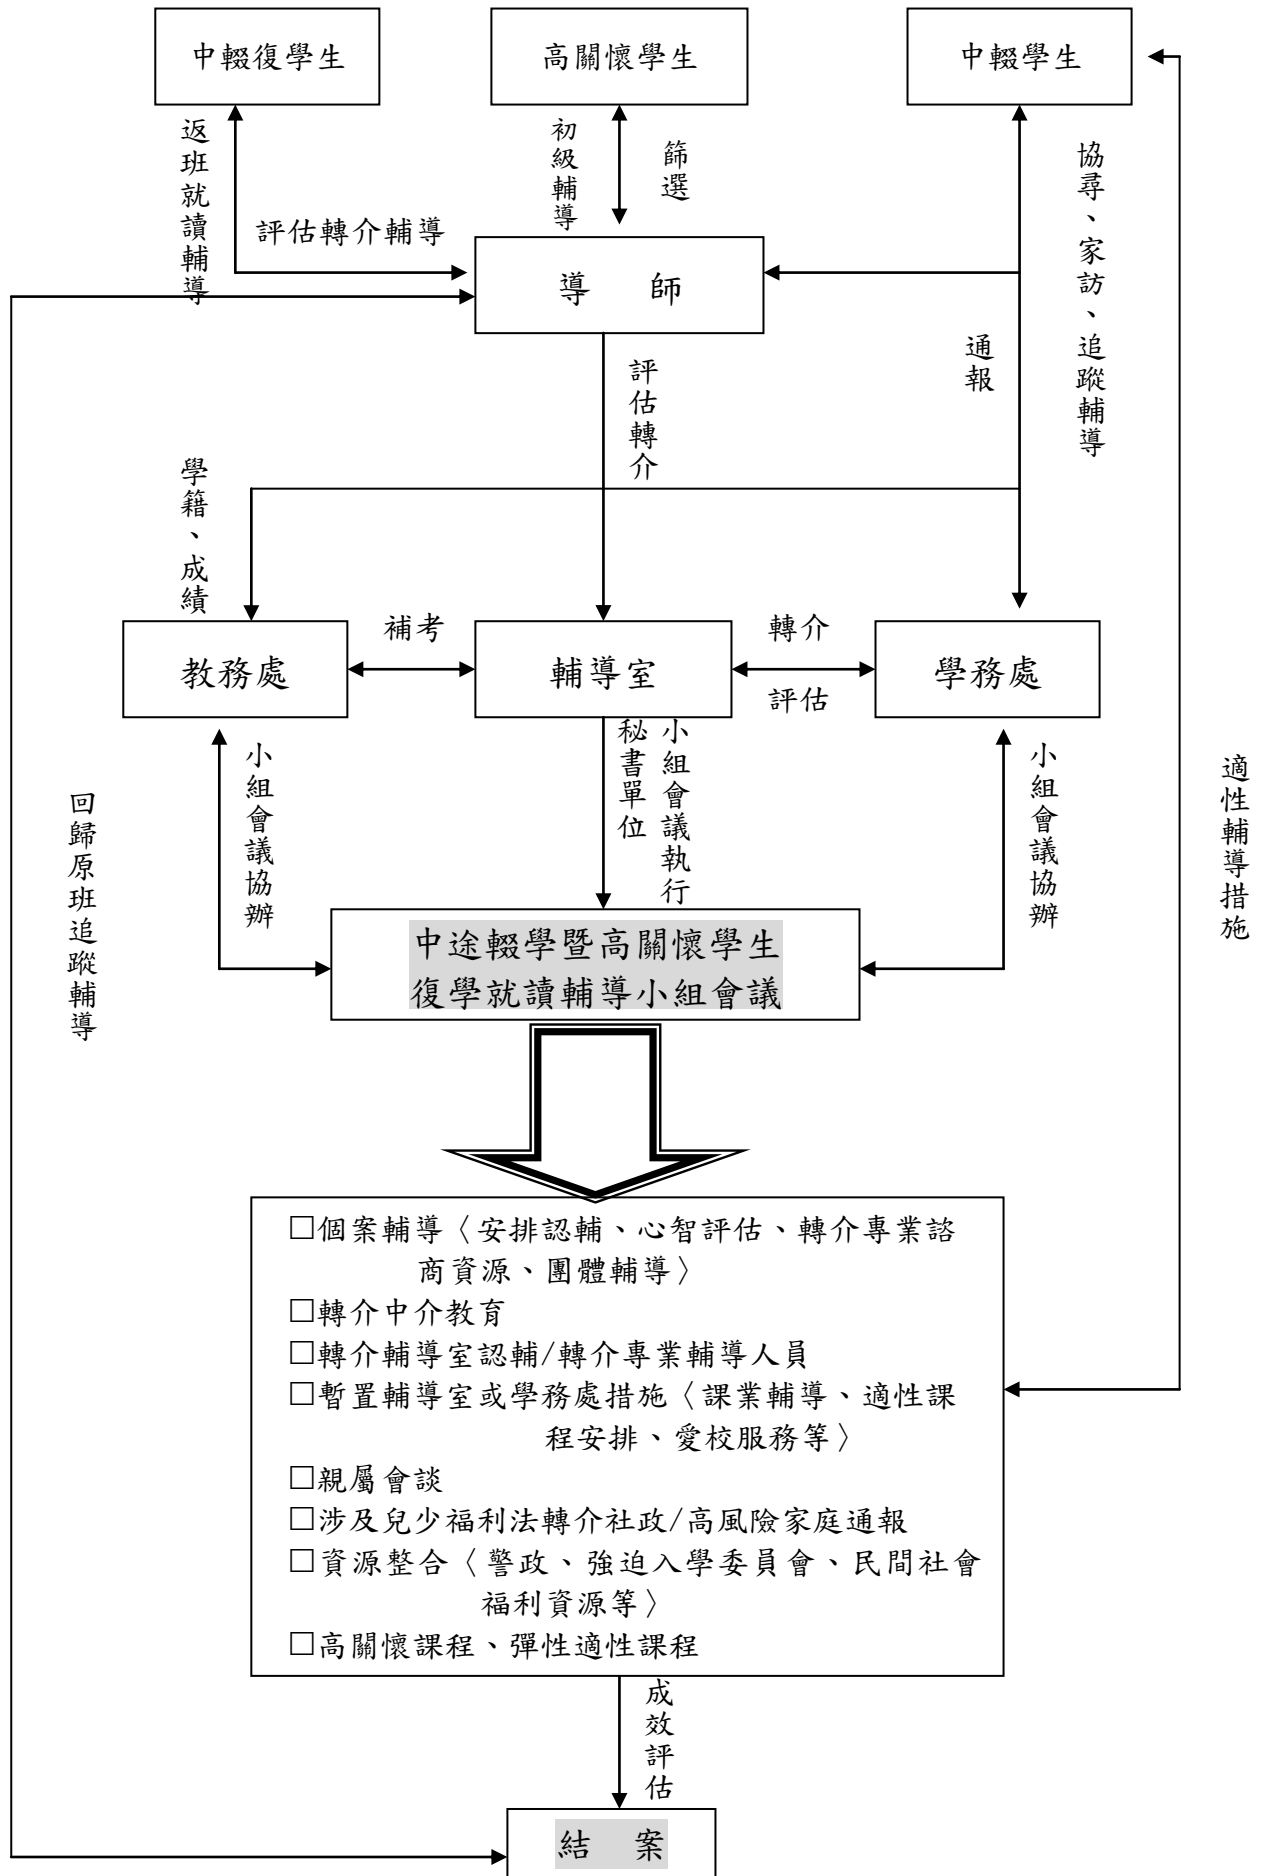 中輟復學生
高關懷學生
中輟學生
返班就讀輔導
評估轉介輔導
初級輔導
篩選
協尋、家訪、追蹤輔導
導　師
通報
評估轉介
學籍、成績
教務處
補考
輔導室
轉介
評估
學務處
小組會議協辦
秘書單位
小組會議執行
小組會議協辦
適性輔導措施
回歸原班追蹤輔導
中途輟學暨高關懷學生
復學就讀輔導小組會議
□個案輔導〈安排認輔、心智評估、轉介專業諮
商資源、團體輔導〉
□轉介中介教育
□轉介輔導室認輔/轉介專業輔導人員
□暫置輔導室或學務處措施〈課業輔導、適性課
程安排、愛校服務等〉
□親屬會談
□涉及兒少福利法轉介社政/高風險家庭通報
□資源整合〈警政、強迫入學委員會、民間社會
福利資源等〉
□高關懷課程、彈性適性課程
成效評估
結　案